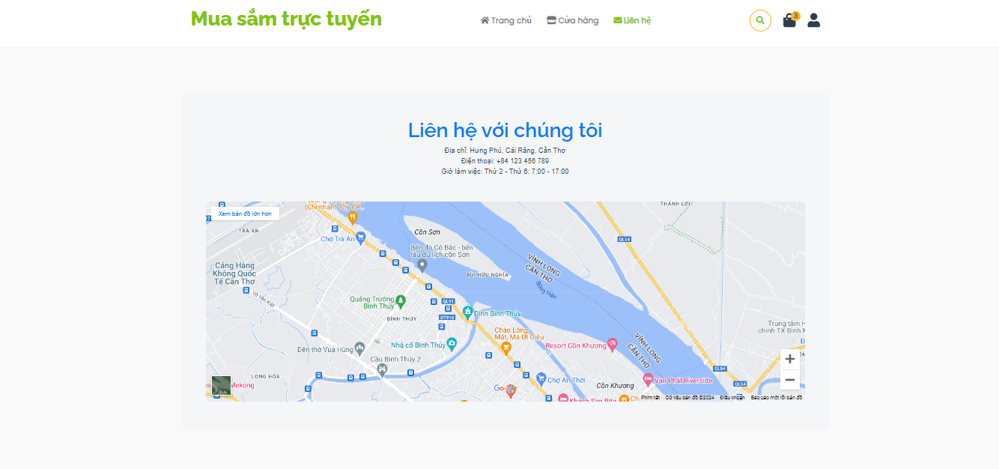 Mua sắm trực tuyến
Trang chủ
Cửa hàng
Liên hệ
3
Liên hệ với chúng tôi
Địa chỉ: Hưng Phú, Cái Răng, Cần Thơ
Điện thoại: +84 123 456 789
Giờ làm việc: Thứ 2 - Thứ 6: 7:00 - 17:00
Xem bản đồ lớn hơn
(Chi nhánh Cty CP...
THÀNH LỢI
TRÀ AN
Chợ Trà An
Cồn Sơn
QL54
Bến đò Cô Bắc - bến
tàu du lịch cồn Sơn
VĨNH LONG
CẦN THƠ
Cảng Hàng
Không Quốc
Tế Cần Thơ
BÙI HỮU NGHĨA
Sông Hậu
Võ Văn Kiệt
Quảng Trường
Bình Thủy
QL91
Đình Bình Thủy
ĐT918
BÌNH THỦY
Trung tâm H
chính TX Bình M
Cháo Lòng,
Mắt, Má Út Diệu
VĨNH LONG
CẦN THƠ
Nhà cổ Bình Thủy
Resort Cồn Khương
Đền thờ Vua Hùng
Cầu Bình Thủy 2
QL54
LONG HÒA
Mekong
Chợ An Thới
Van Phát Riverside
QL54
Google
Cồn Khương
Khách Sạn Bita
Phím tắt
Dữ liệu bản đồ ©2024
Điều khoản
Báo cáo một lỗi bản đồ